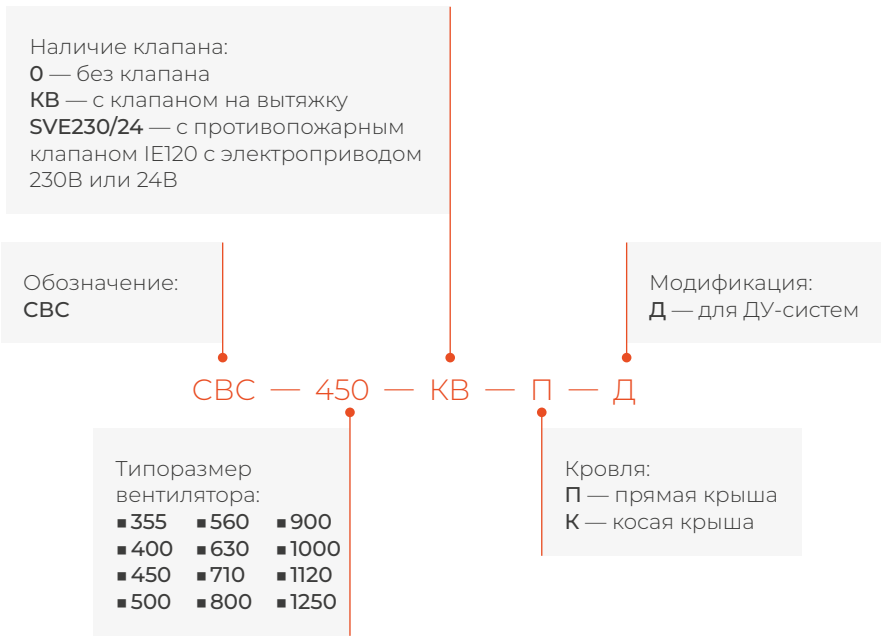 Наличие клапана:
0 — без клапана
КВ — с клапаном на вытяжку
SVE230/24 — с противопожарным
клапаном IE120 с электроприводом
230В или 24В
Обозначение:
СВС
Модификация:
Д — для ДУ-систем
СВС — 450 — КВ — П — Д
Типоразмер
вентилятора:
▪ 355 ▪ 560 ▪ 900
▪ 400 ▪ 630 ▪ 1000
▪ 450 ▪ 710 ▪ 1120
▪ 500 ▪ 800 ▪ 1250
Кровля:
П — прямая крыша
К — косая крыша